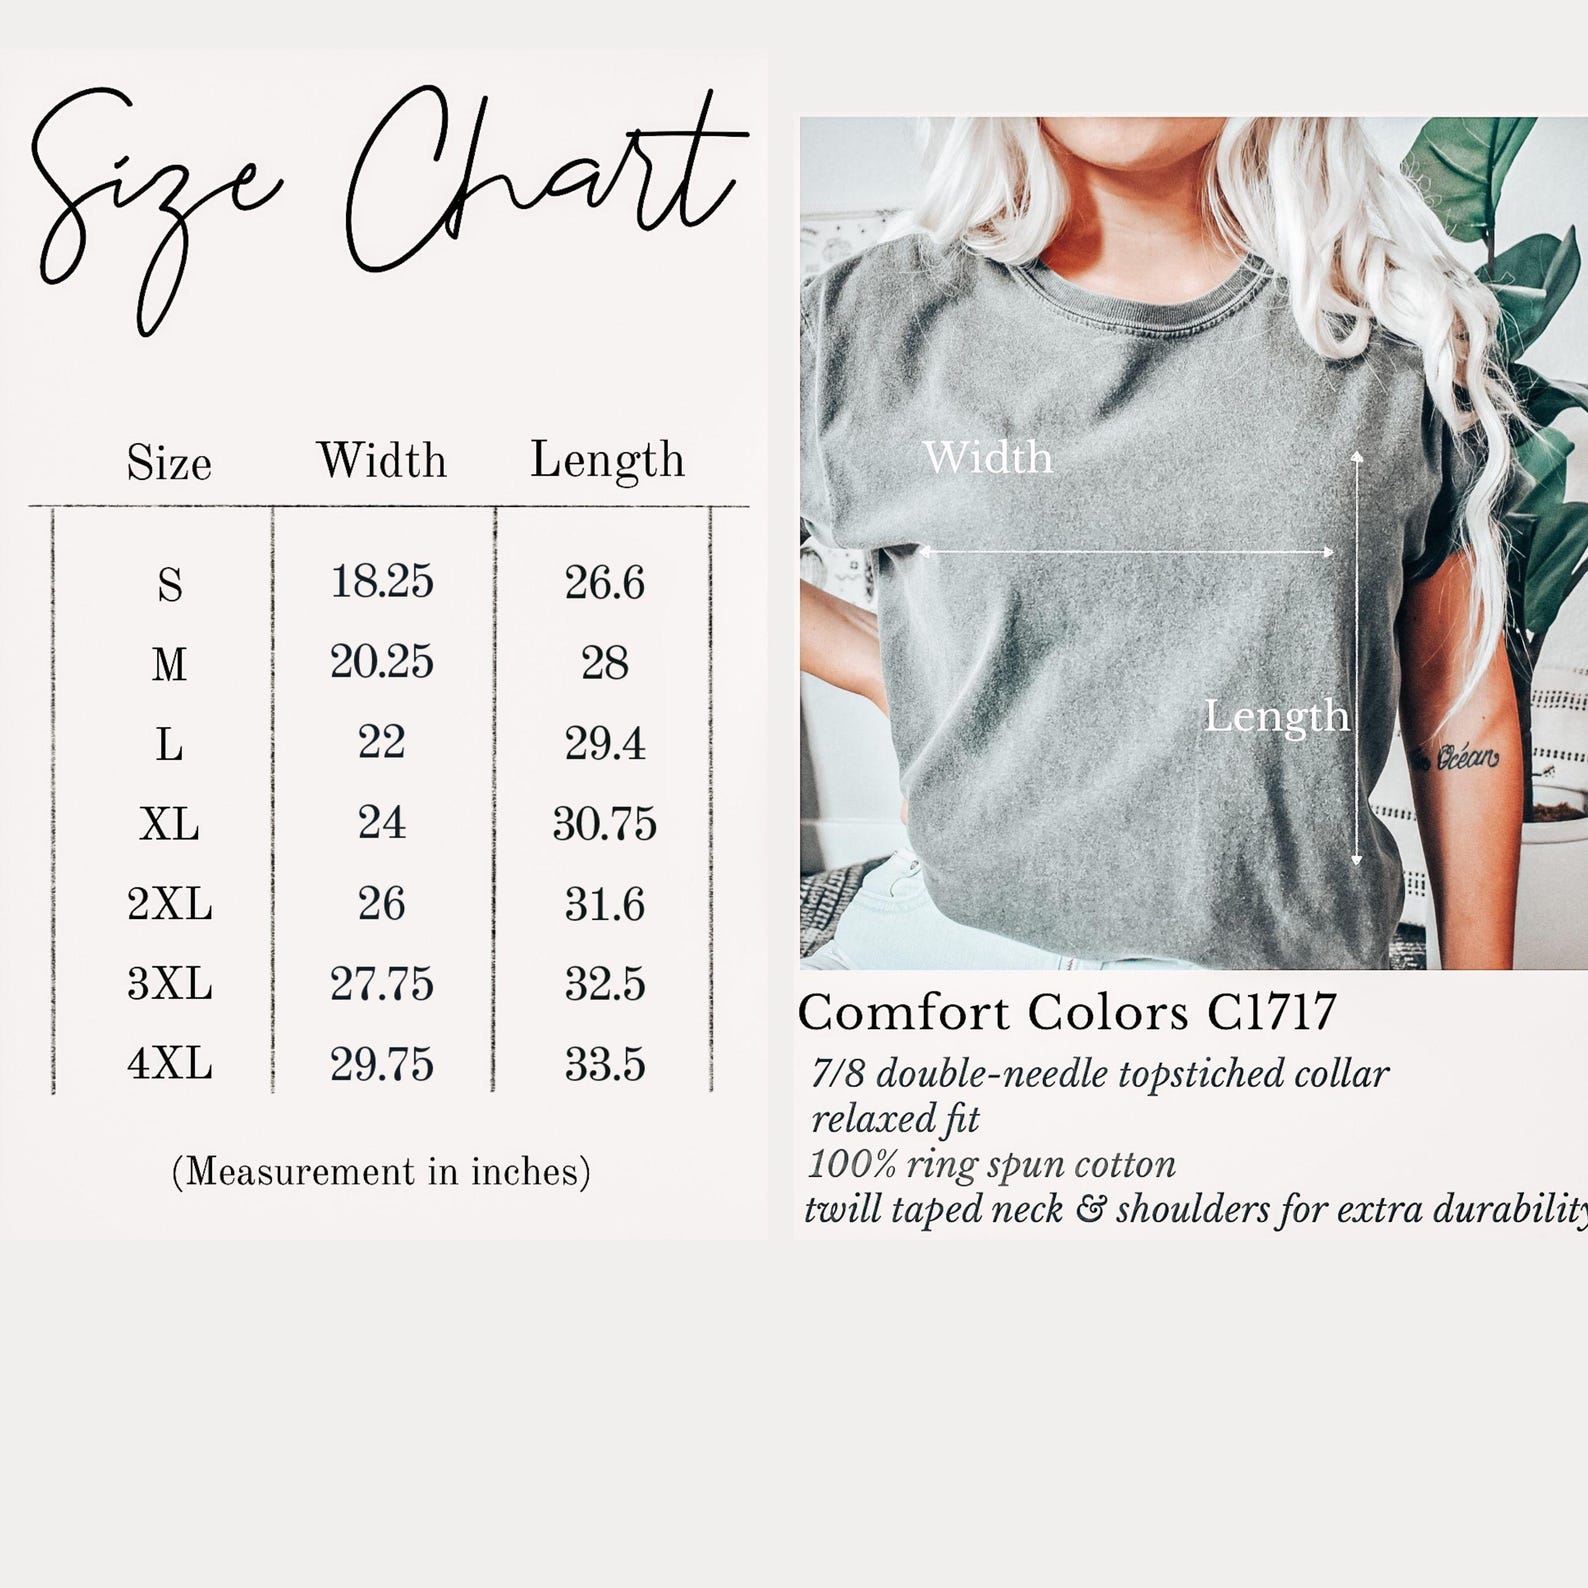 Size Chart
Size Width Length
S 18.25 26.6
M 20.25 28
L 22 29.4
XL 24 30.75
2XL 26 31.6
3XL 27.75 32.5
4XL 29.75 33.5
(Measurement in inches)
Width
Length
Océan
Comfort Colors C1717
7/8 double-needle topstiched collar
relaxed fit
100% ring spun cotton
twill taped neck & shoulders for extra durability